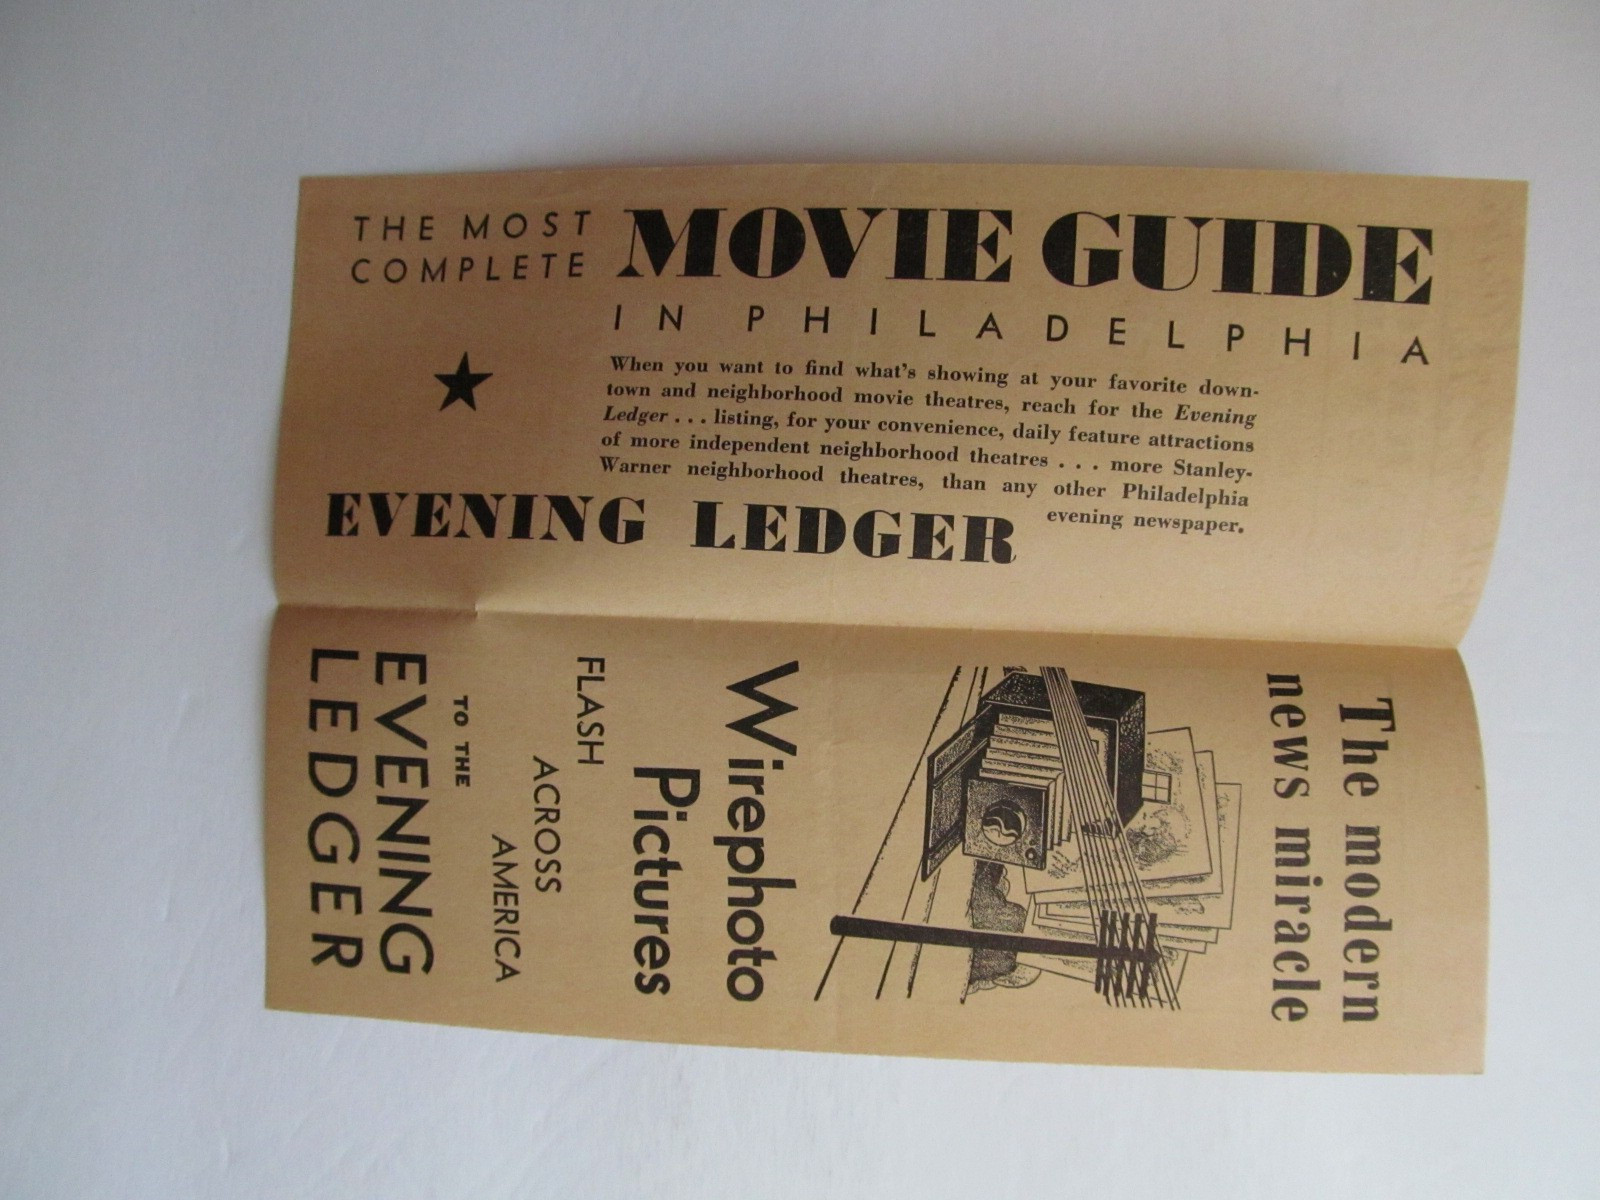 THE MOST
COMPLETE
MOVIE GUIDE
IN PHILADELPHIA
When you want to find what's showing at your favorite down-
town and neighborhood movie theatres, reach for the Evening
Ledger . . . listing, for your convenience, daily feature attractions
of more independent neighborhood theatres . . . more Stanley-
Warner neighborhood theatres, than any other Philadelphia
evening newspaper.
EVENING LEDGER
The modern
news miracle
Wirephoto
Pictures
FLASH
ACROSS
AMERICA
TO THE
EVENING
LEDGER